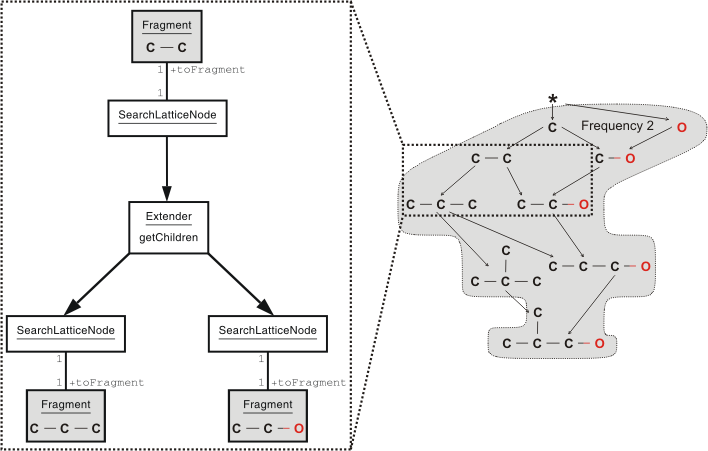 Fragment
C — C
1 +toFragment
1
SearchLatticeNode
Extender
getChildren
SearchLatticeNode
SearchLatticeNode
1
1
1 +toFragment
1 +toFragment
Fragment
Fragment
C — C — C
C — C — O
*
C
Frequency 2
O
C — C
C — O
C — C — C
C — C — O
C
C — C — C — O
C — C — C
C
C — C — C — O